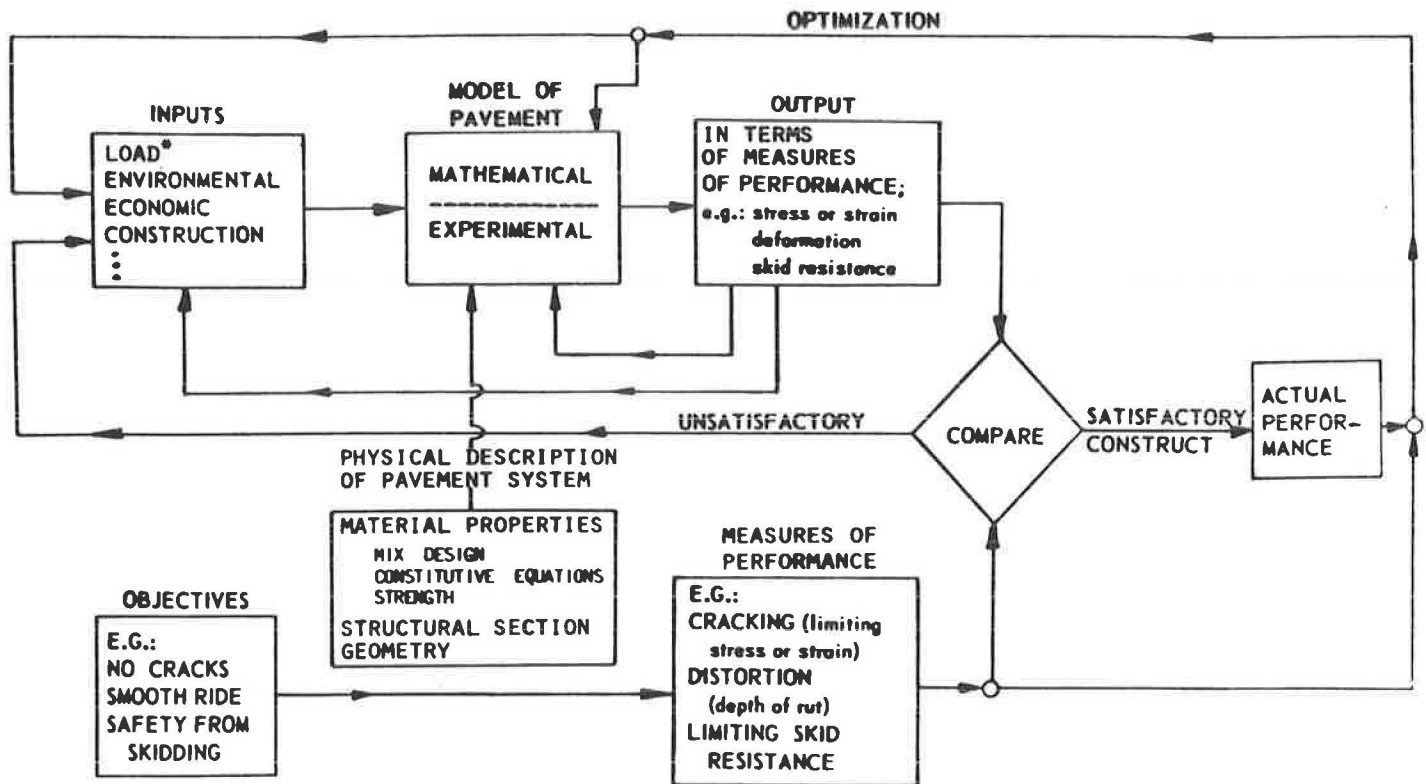 OPTIMIZATION
INPUTS
LOAD*
ENVIRONMENTAL
ECONOMIC
CONSTRUCTION
MODEL OF
PAVEMENT
MATHEMATICAL
EXPERIMENTAL
OUTPUT
IN TERMS
OF MEASURES
OF PERFORMANCE;
e.g.: stress or strain
deformation
skid resistance
UNSATISFACTORY
COMPARE
SATISFACTORY
CONSTRUCT
ACTUAL
PERFOR-
MANCE
PHYSICAL DESCRIPTION
OF PAVEMENT SYSTEM
MATERIAL PROPERTIES
MIX DESIGN
CONSTITUTIVE EQUATIONS
STRENGTH
STRUCTURAL SECTION
GEOMETRY
OBJECTIVES
E.G.:
NO CRACKS
SMOOTH RIDE
SAFETY FROM
SKIDDING
MEASURES OF
PERFORMANCE
E.G.:
CRACKING (limiting
stress or strain)
DISTORTION
(depth of rut)
LIMITING SKID
RESISTANCE